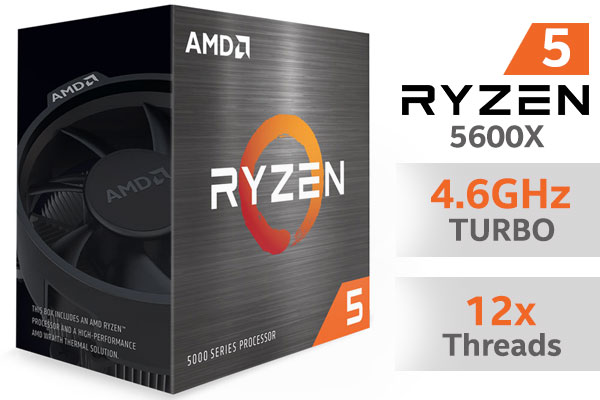 AMD
AMD
THIS BOX INCLUDES AN AMD RYZEN™
PROCESSOR AND A HIGH-PERFORMANCE
AMD WRAITH THERMAL SOLUTION.
AMD
RYZEN
5
5000 SERIES PROCESSOR
5
RYZEN
5600X
4.6GHz
TURBO
12x
Threads